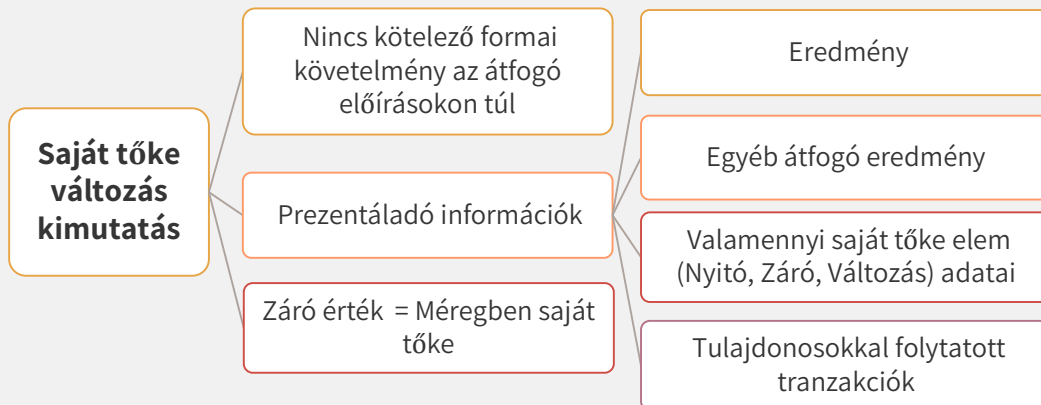 Saját tőke
változás
kimutatás
Nincs kötelező formai
követelmény az átfogó
előírásokon túl
Prezentáladó információk
Záró érték = Méregben saját
tőke
Eredmény
Egyéb átfogó eredmény
Valamennyi saját tőke elem
(Nyitó, Záró, Változás) adatai
Tulajdonosokkal folytatott
tranzakciók